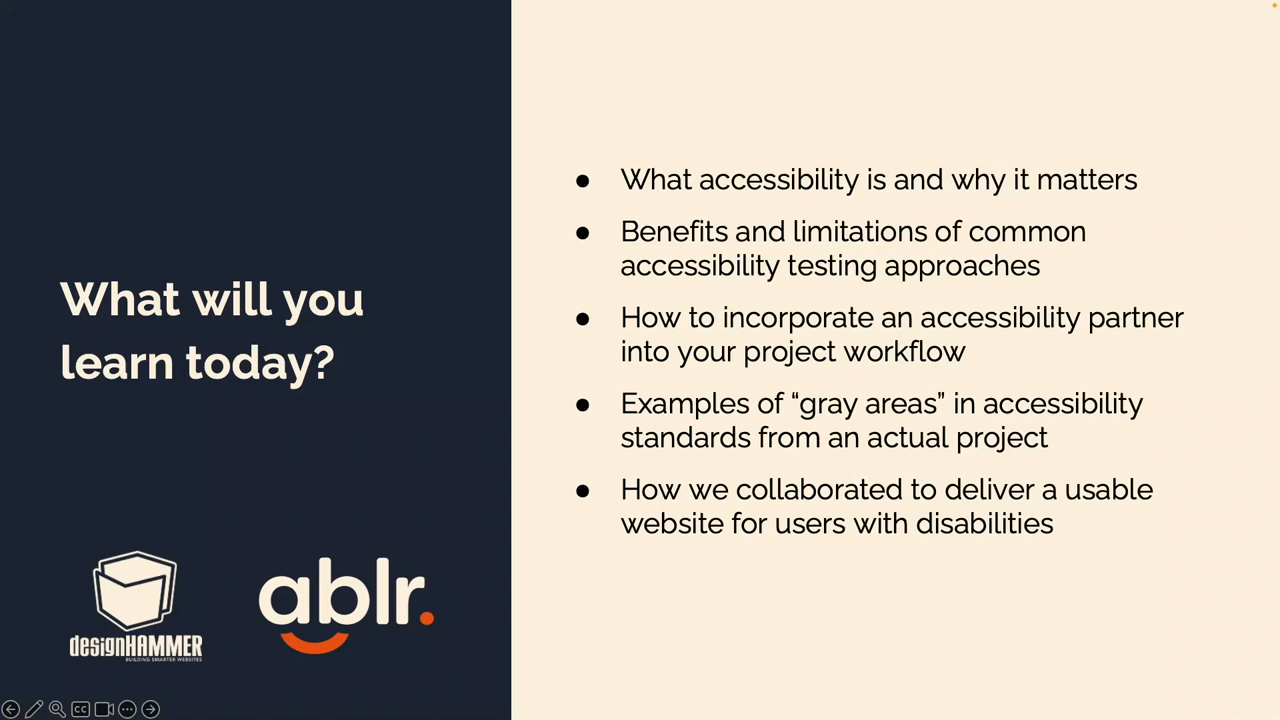 What will you
learn today?
• What accessibility is and why it matters
• Benefits and limitations of common
accessibility testing approaches
• How to incorporate an accessibility partner
into your project workflow
• Examples of “gray areas” in accessibility
standards from an actual project
• How we collaborated to deliver a usable
website for users with disabilities
designHAMMER
BUILDING SMARTER WEBSITES
ablr.
CC